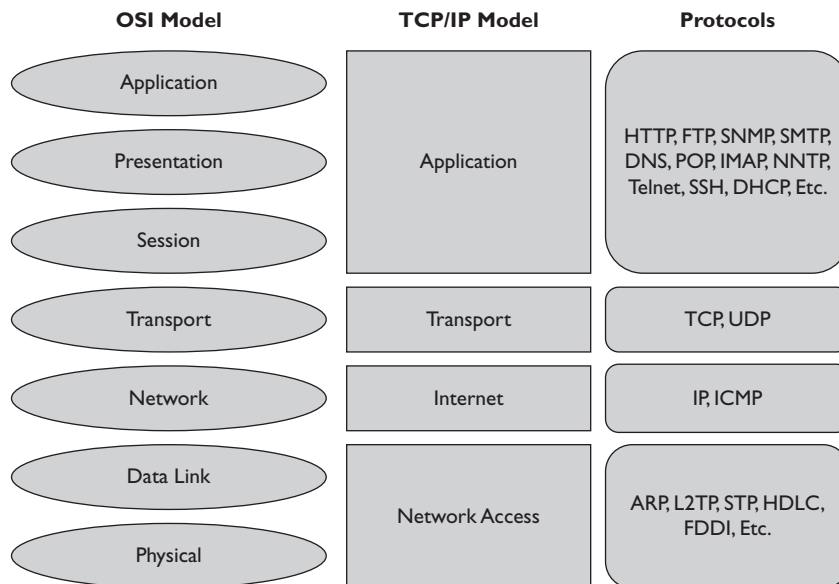 OSI Model
TCP/IP Model
Protocols
Application
Presentation
Session
Application
HTTP, FTP, SNMP, SMTP,
DNS, POP, IMAP, NNTP,
Telnet, SSH, DHCP, Etc.
Transport
Transport
TCP, UDP
Network
Internet
IP, ICMP
Data Link
Physical
Network Access
ARP, L2TP, STP, HDLC,
FDDI, Etc.